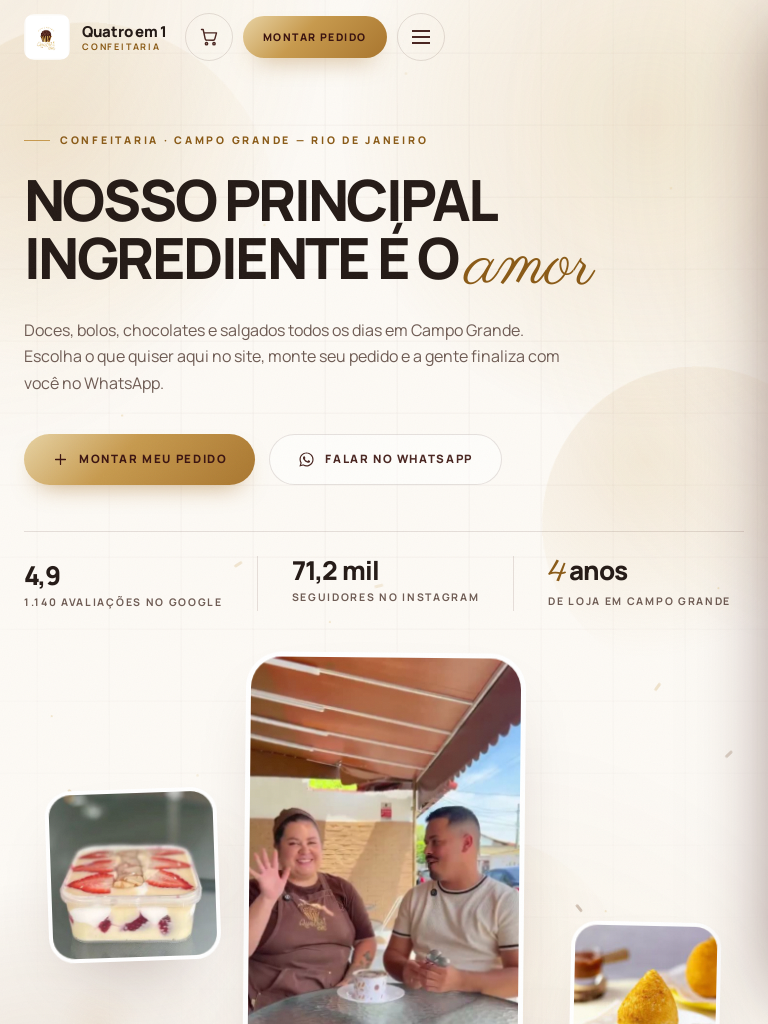 Quatro em 1
CONFEITARIA
MONTAR PEDIDO
CONFEITARIA · CAMPO GRANDE — RIO DE JANEIRO
NOSSO PRINCIPAL
INGREDIENTE É O amor
Doces, bolos, chocolates e salgados todos os dias em Campo Grande.
Escolha o que quiser aqui no site, monte seu pedido e a gente finaliza com
você no WhatsApp.
MONTAR MEU PEDIDO
FALAR NO WHATSAPP
4,9
1.140 AVALIAÇÕES NO GOOGLE
71,2 mil
SEGUIDORES NO INSTAGRAM
4 anos
DE LOJA EM CAMPO GRANDE